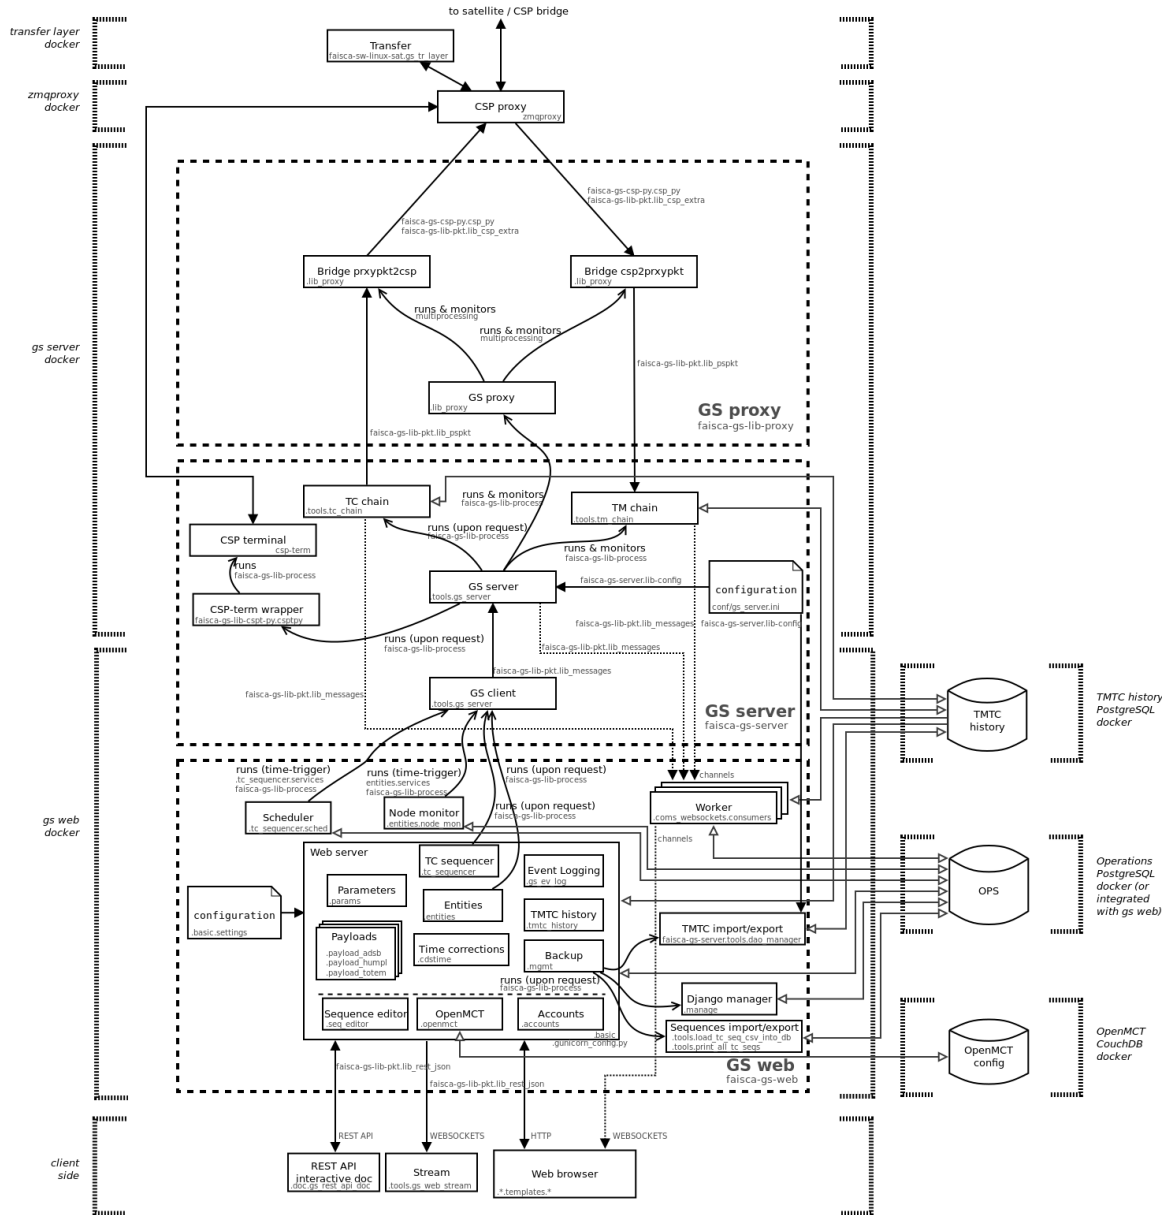 to satellite / CSP bridge
transfer layer
docker
Transfer
faisca-sw-linux-sat.gs_tr_layer
zmqproxy
docker
CSP proxy
zmqproxy
faisca-gs-csp-py.csp_py
faisca-gs-lib-pkt.lib_csp_extra
faisca-gs-csp-py.csp_py
faisca-gs-lib-pkt.lib_csp_extra
Bridge prxypkt2csp
.lib_proxy
Bridge csp2prxypkt
.lib_proxy
runs & monitors
multiprocessing
runs & monitors
multiprocessing
gs server
docker
faisca-gs-lib-pkt.lib_pspkt
GS proxy
.lib_proxy
GS proxy
faisca-gs-lib-proxy
faisca-gs-lib-pkt.lib_pspkt
TC chain
.tools.tc_chain
runs & monitors
faisca-gs-lib-process
TM chain
.tools.tm_chain
runs (upon request)
faisca-gs-lib-process
CSP terminal
csp-term
runs & monitors
faisca-gs-lib-process
runs
faisca-gs-lib-process
GS server
.tools.gs_server
faisca-gs-server.lib-config
configuration
conf/gs_server.ini
CSP-term wrapper
faisca-gs-lib-cspt-py.csptpy
faisca-gs-lib-pkt.lib_messages
faisca-gs-server.lib-config
runs (upon request)
faisca-gs-lib-process
faisca-gs-lib-pkt.lib_messages
faisca-gs-lib-pkt.lib_messages
faisca-gs-lib-pkt.lib_messages
GS client
.tools.gs_server
GS server
faisca-gs-server
TMTC
history
TMTC history
PostgreSQL
docker
runs (time-trigger)
.tc_sequencer.services
faisca-gs-lib-process
runs (time-trigger)
entities.services
faisca-gs-lib-process
runs (upon request)
faisca-gs-lib-process
channels
gs web
docker
Scheduler
.tc_sequencer.sched
Node monitor
.entities.node_mon
runs (upon request)
faisca-gs-lib-process
Worker
.coms_websockets.consumers
channels
Web server
TC sequencer
.tc_sequencer
Event Logging
.gs_ev_log
Parameters
.params
Entities
.entities
TMTC history
.tmtc_history
configuration
.basic.settings
Payloads
.payload_adsb
.payload_humpl
.payload_totem
Time corrections
.cdstime
Backup
.mgmt
TMTC import/export
faisca-gs-server.tools.dao_manager
OPS
Operations
PostgreSQL
docker (or
integrated
with gs web)
runs (upon request)
faisca-gs-lib-process
Django manager
.manage
Sequence editor
.seq_editor
OpenMCT
.openmct
Accounts
.accounts
.basic
.gunicorn_config.py
Sequences import/export
.tools.load_tc_seq_csv_into_db
.tools.print_all_tc_seqs
OpenMCT
config
OpenMCT
CouchDB
docker
faisca-gs-lib-pkt.lib_rest_json
faisca-gs-lib-pkt.lib_rest_json
GS web
faisca-gs-web
REST API
WEBSOCKETS
HTTP
WEBSOCKETS
client
side
REST API
interactive doc
.doc.gs_rest_api_doc
Stream
.tools.gs_web_stream
Web browser
.*.templates.*